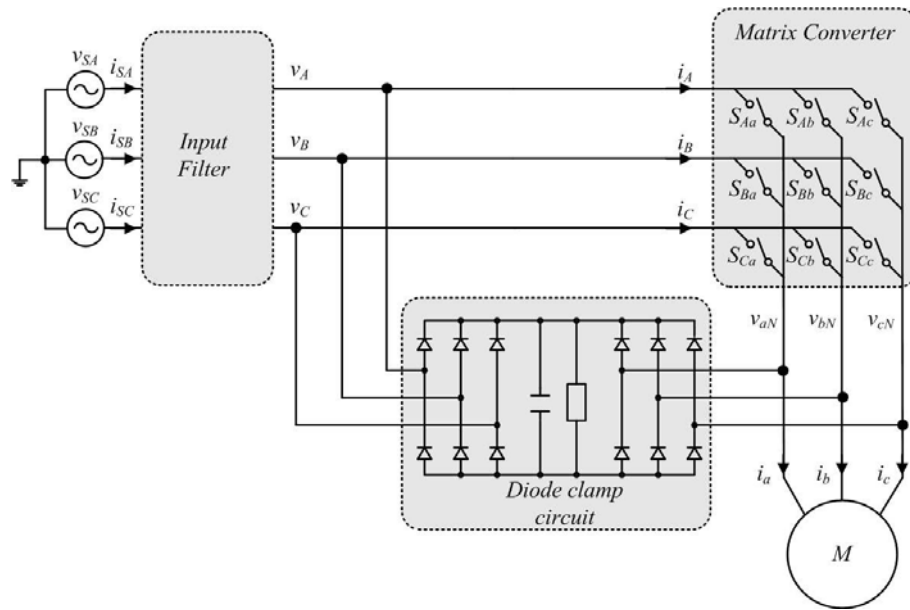 Matrix Converter
v_SA
i_SA
v_A
i_A
S_Aa
S_Ab
S_Ac
v_SB
i_SB
Input
Filter
v_B
i_B
S_Ba
S_Bb
S_Bc
v_SC
i_SC
v_C
i_C
S_Ca
S_Cb
S_Cc
v_aN
v_bN
v_cN
Diode clamp
circuit
i_a
i_b
i_c
M